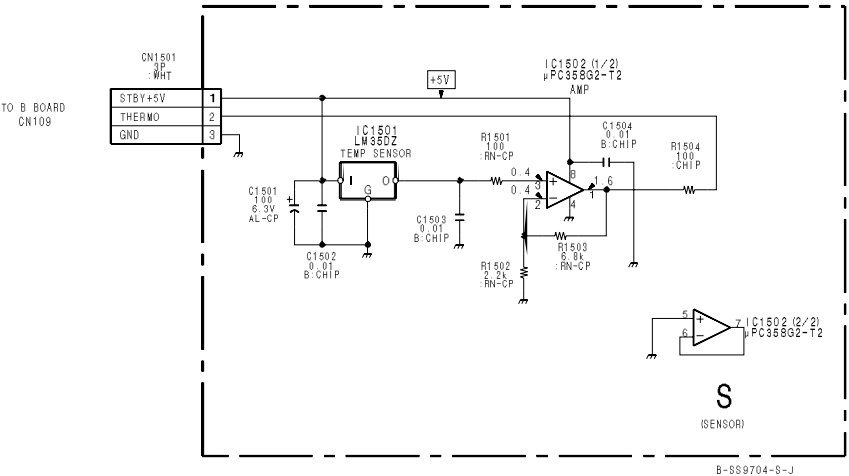 TO B BOARD
CN109
CN1501
3P
:WHT
STBY+5V 1
THERMO 2
GND 3
+5V
IC1502 (1/2)
μPC358G2-T2
AMP
IC1501
LM35DZ
TEMP SENSOR
I
O
G
C1501
100
6.3V
AL-CP
+
C1502
0.01
B:CHIP
C1503
0.01
B:CHIP
R1501
100
:RN-CP
0.4
3
0.4
2
+
−
8
4
1.6
1
C1504
0.01
B:CHIP
R1504
100
:CHIP
R1503
6.8k
:RN-CP
R1502
2.2k
:RN-CP
5
6
+
−
7
IC1502 (2/2)
μPC358G2-T2
S
(SENSOR)
B-SS9704-S-J